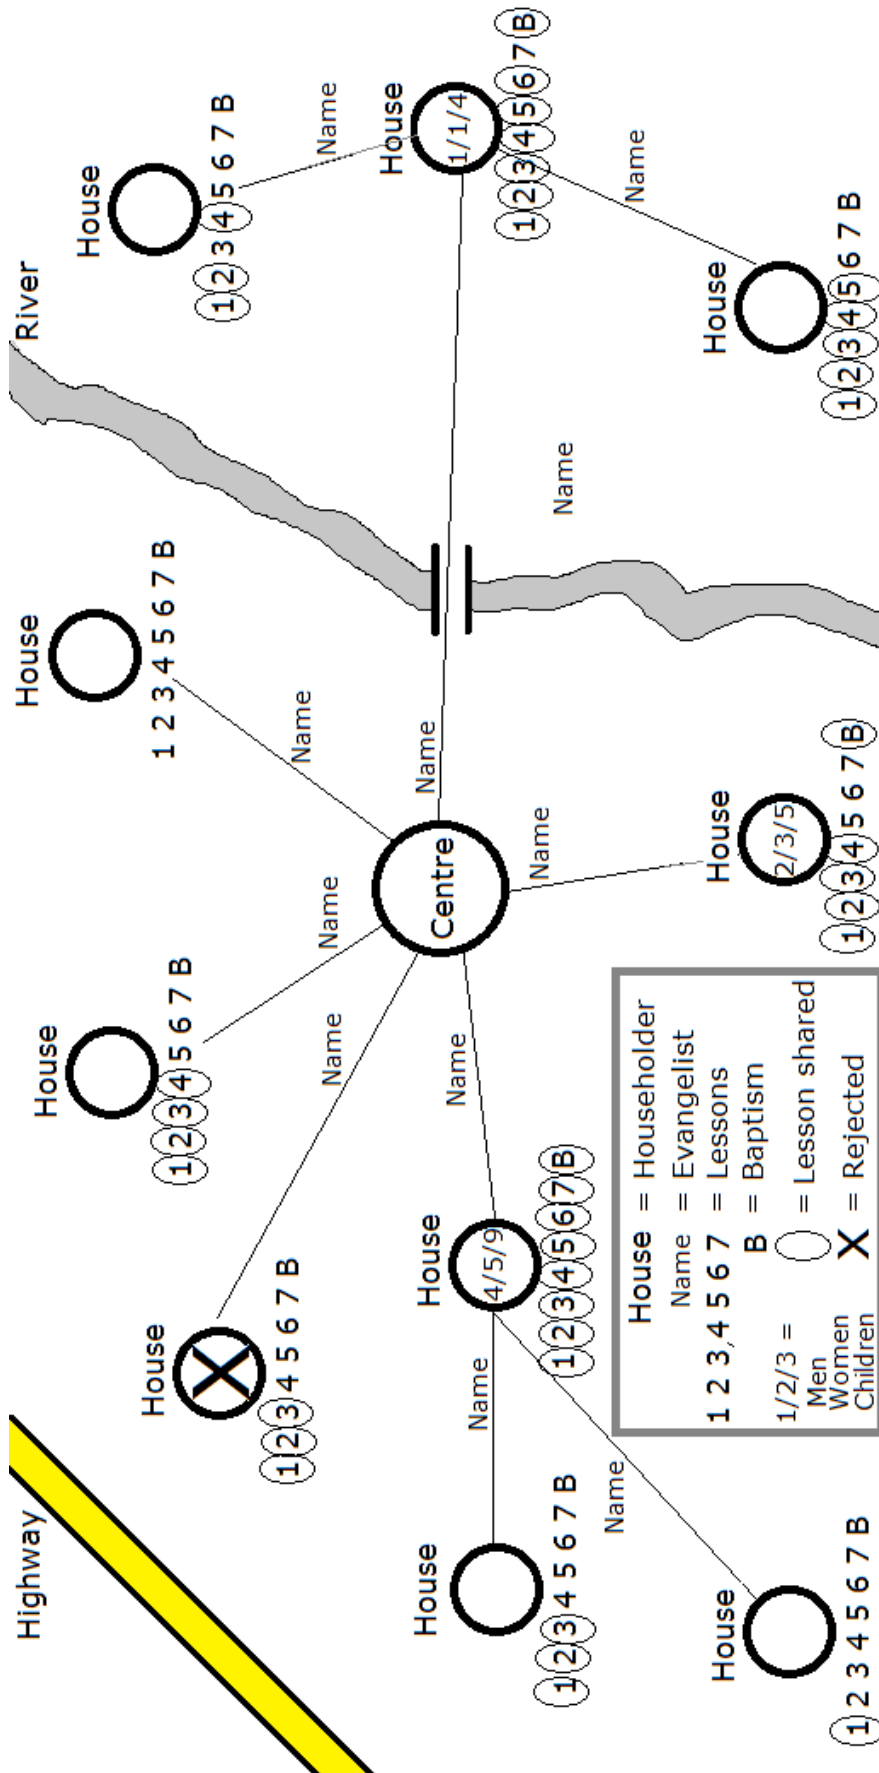 Highway
House
River
House
House
1 2 3 4 5 6 7 B
House
X
1 2 3 4 5 6 7 B
1 2 3 4 5 6 7 B
1 2 3 4 5 6 7 B
Name
Name
Name
Name
House
1/1/4
1 2 3 4 5 6 7 B
Name
Centre
Name
House
4/5/9
1 2 3 4 5 6 7 B
House
1 2 3 4 5 6 7 B
Name
Name
Name
Name
Name
House
1 2 3 4 5 6 7 B
House
2/3/5
1 2 3 4 5 6 7 B
House
1 2 3 4 5 6 7 B
House = Householder
Name = Evangelist
1 2 3 4 5 6 7 = Lessons
B = Baptism
1/2/3 =
Men
Women
Children
= Lesson shared
X = Rejected